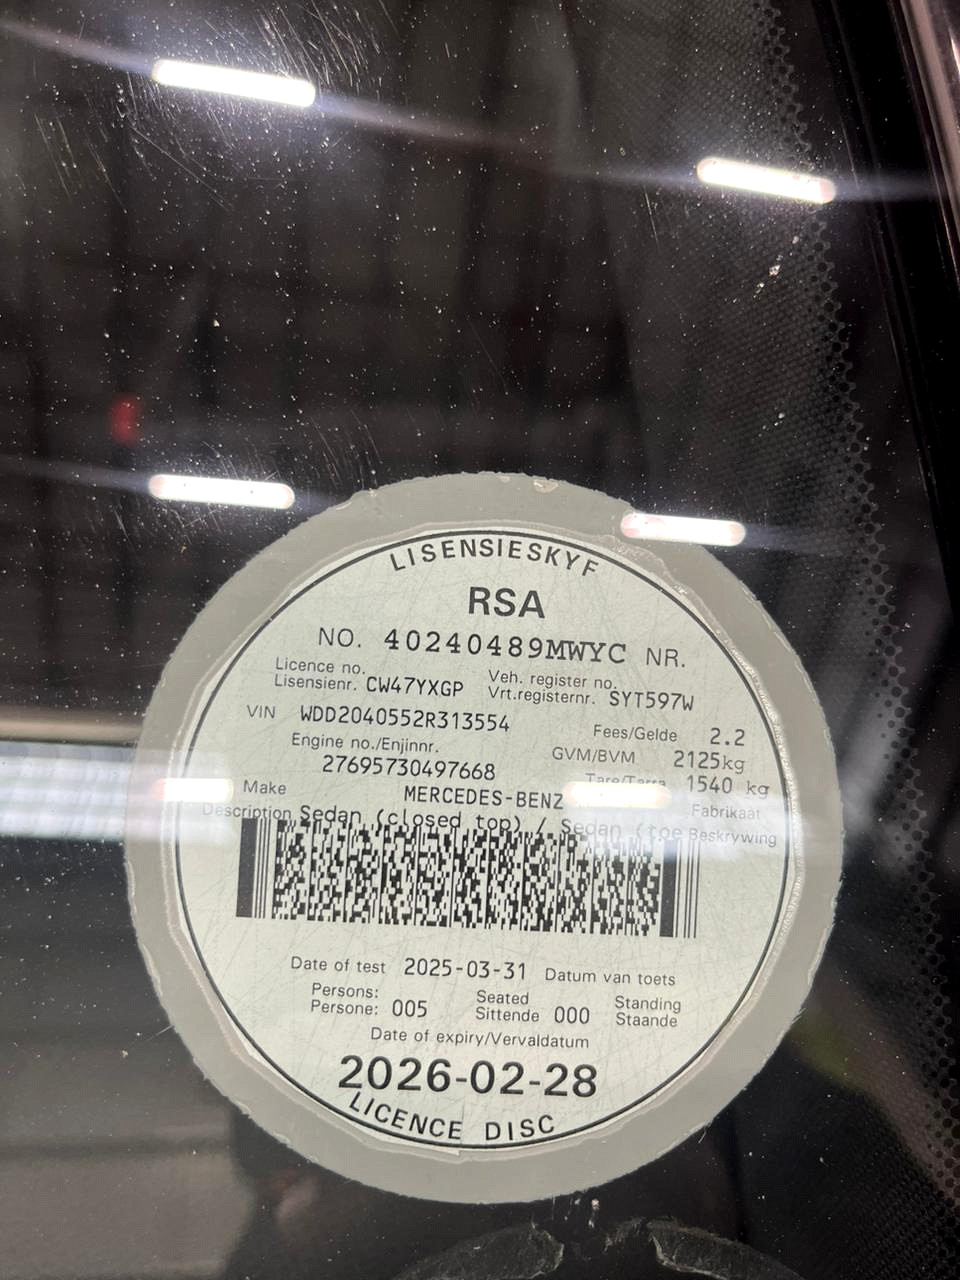 LISENSIESKYF
RSA
NO. 40240489MWYC NR.
Licence no. Veh. register no.
Lisensienr. CW47YXGP Vrt.registernr. SYT597W
VIN WDD2040552R313554 Fees/Gelde 2.2
Engine no./Enjinnr. GVM/BVM 2125kg
27695730497668 Tare/Tarra 1540 kg
Make MERCEDES-BENZ Fabrikaat
Description Sedan (closed top) / Sedan (toe Beskrywing
Date of test 2025-03-31 Datum van toets
Persons: Seated Standing
Persone: 005 Sittende 000 Staande
Date of expiry/Vervaldatum
2026-02-28
LICENCE DISC